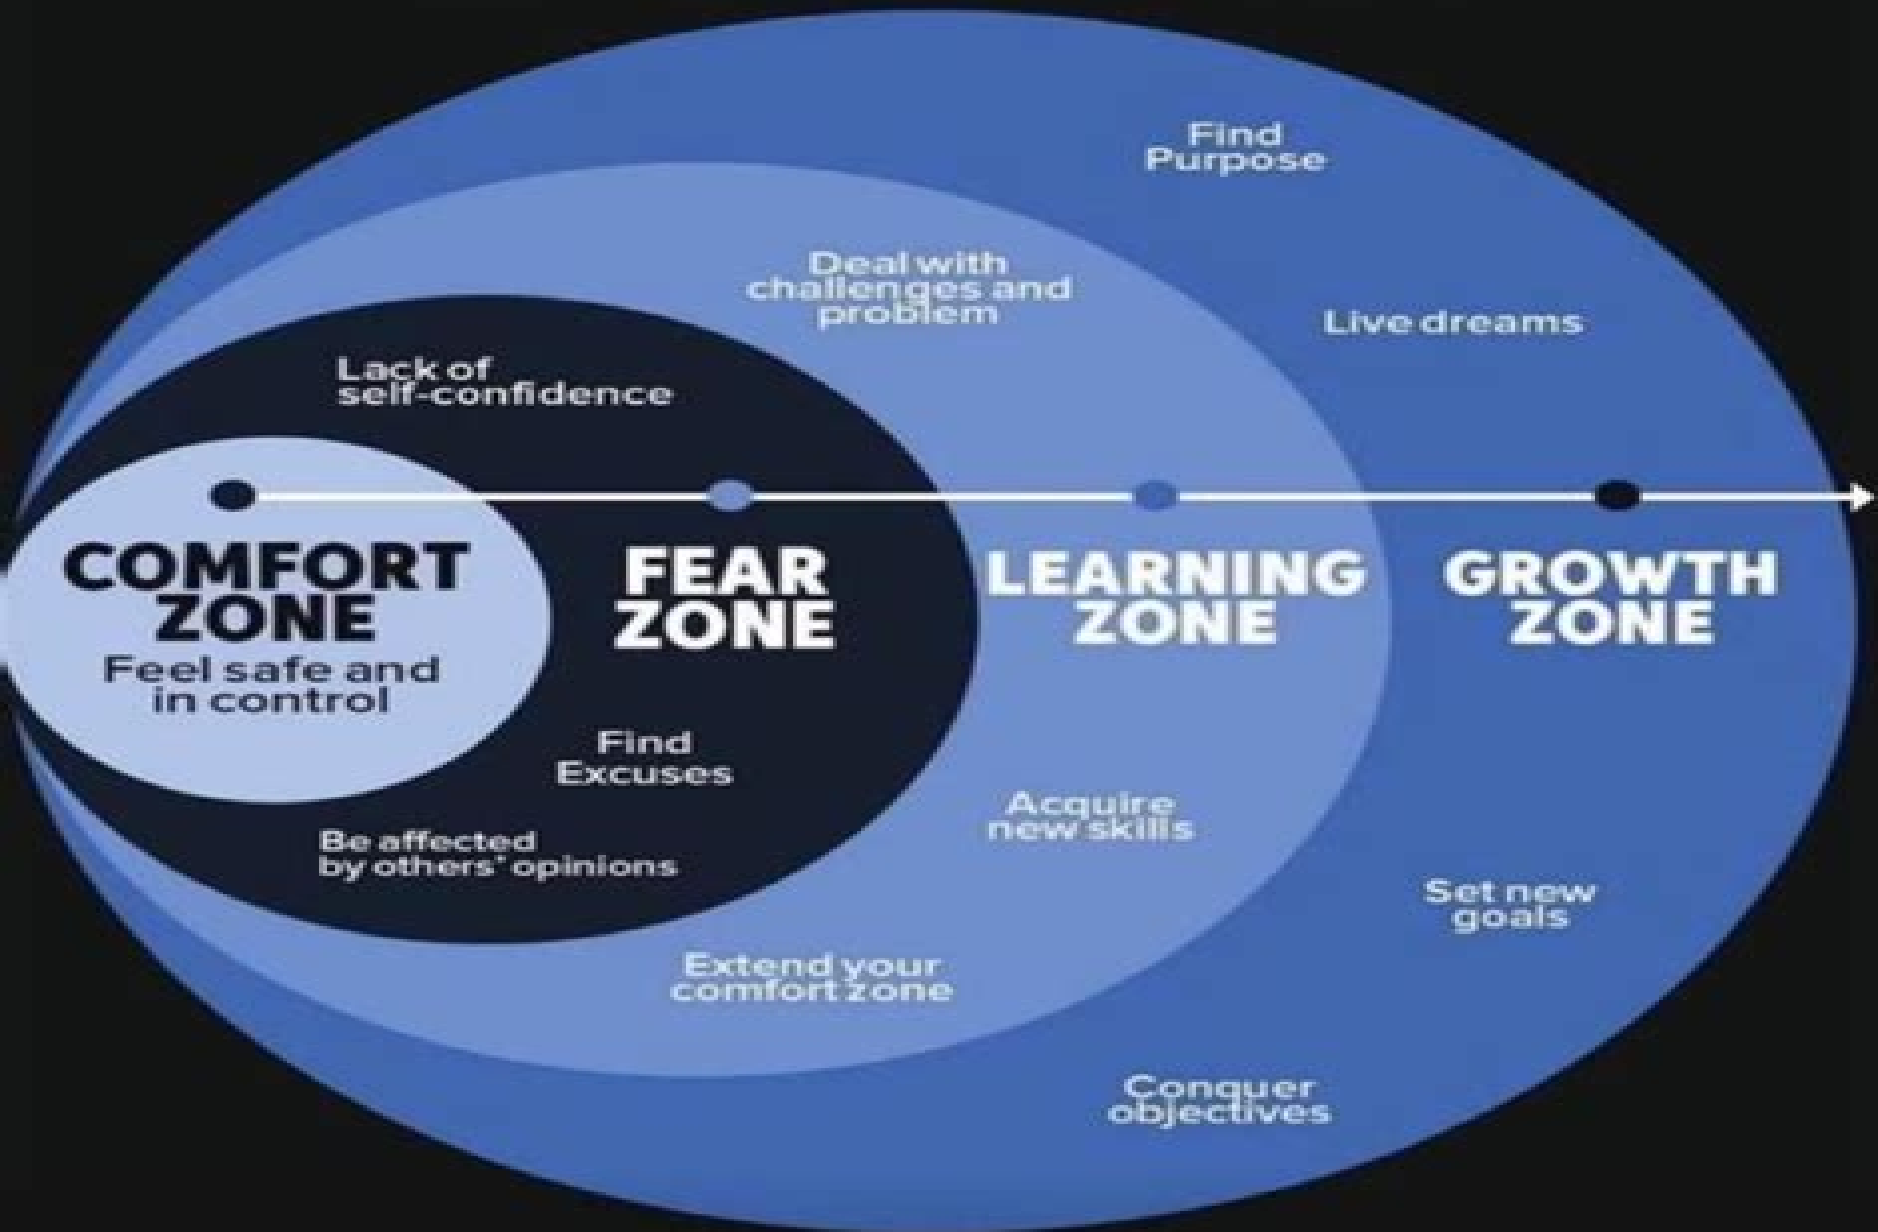 Find
Purpose
Deal with
challenges and
problem
Live dreams
Lack of
self-confidence
COMFORT
ZONE
Feel safe and
in control
FEAR
ZONE
LEARNING
ZONE
GROWTH
ZONE
Find
Excuses
Be affected
by others' opinions
Acquire
new skills
Set new
goals
Extend your
comfort zone
Conquer
objectives